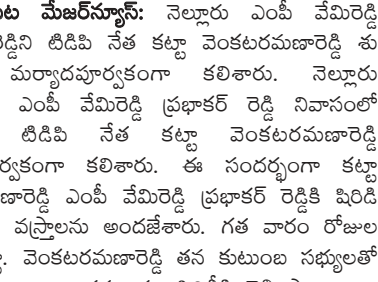 మేజర్‌న్యూస్: నెల్లూరు ఎంపీ వేమిరెడ్డి
టిడిపి నేత కట్టా వెంకటరమణారెడ్డి శు
మర్యాదపూర్వకంగా కలిశారు. నెల్లూరు
ఎంపీ వేమిరెడ్డి ప్రభాకర్ రెడ్డి నివాసంలో
టిడిపి నేత కట్టా వెంకటరమణారెడ్డి
ర్వకంగా కలిశారు. ఈ సందర్భంగా కట్టా
ణారెడ్డి ఎంపీ వేమిరెడ్డి ప్రభాకర్ రెడ్డికి షిరిడి
వస్త్రాలను అందజేశారు. గత వారం రోజుల
వెంకటరమణారెడ్డి తన కుటుంబ సభ్యులతో